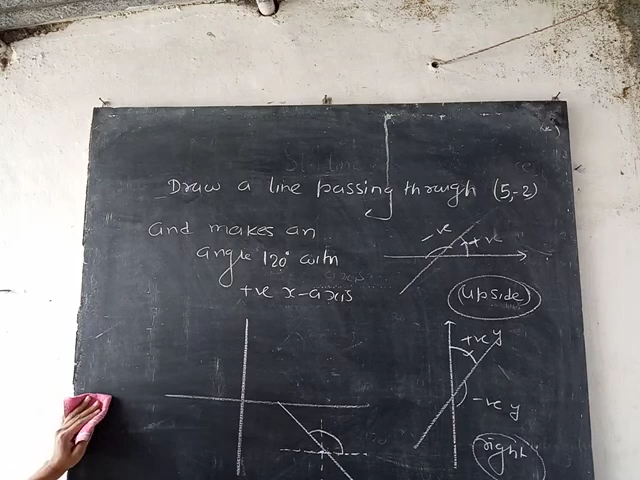 Draw a line passing through (5,-2)
and makes an
angle 120° with
+ve x-axis
-ve +ve
(upside)
+ve y
-ve y
right